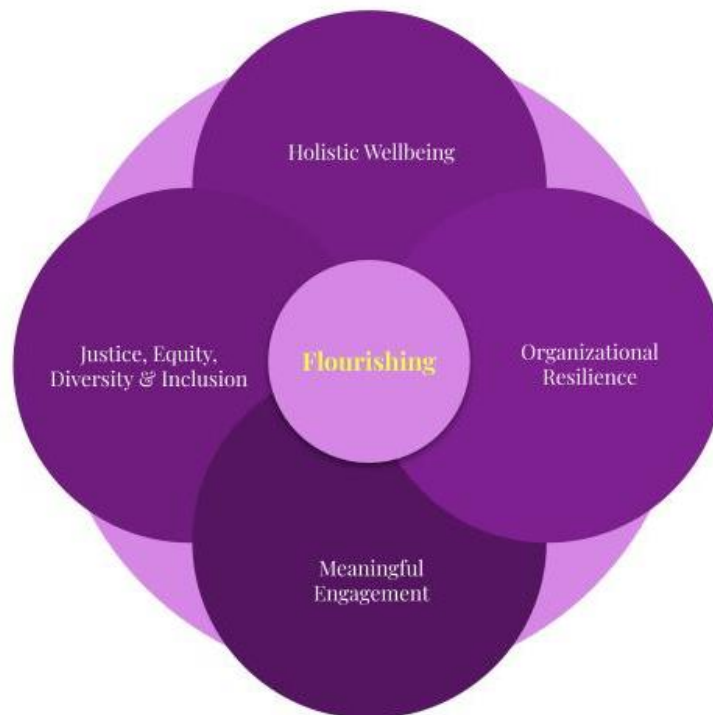 Holistic Wellbeing
Justice, Equity,
Diversity & Inclusion
Flourishing
Organizational
Resilience
Meaningful
Engagement